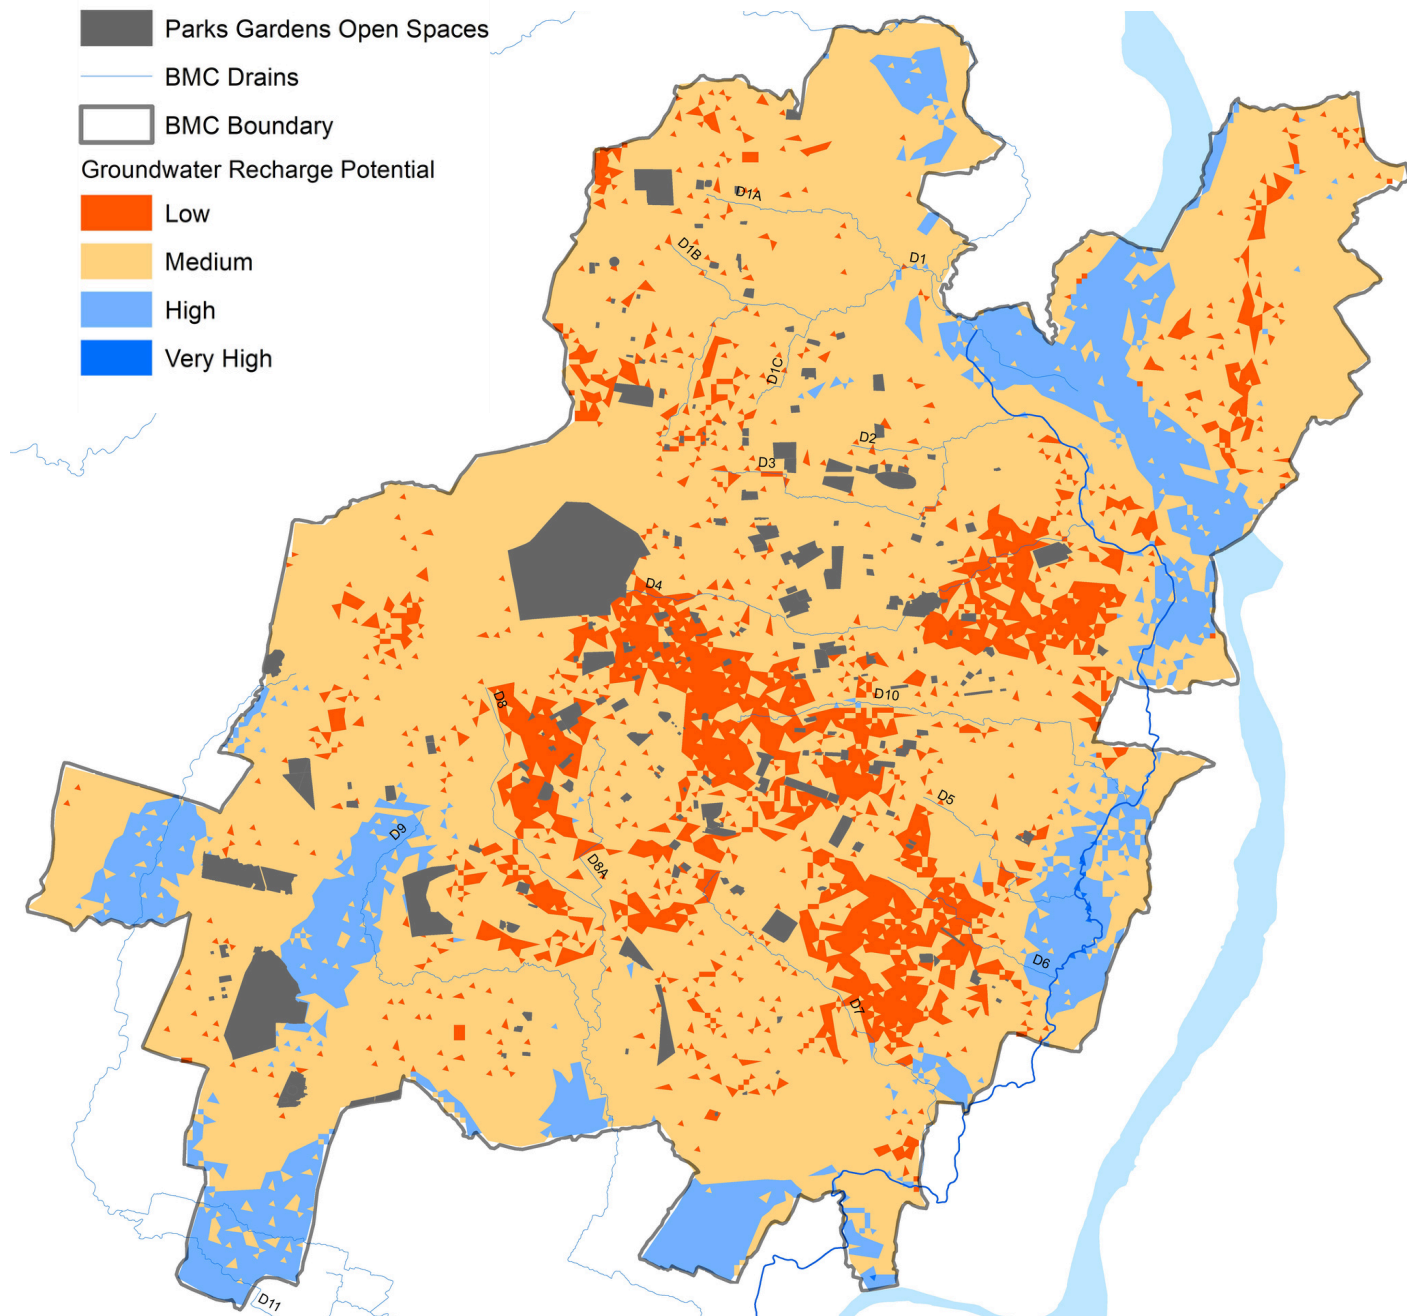 Parks Gardens Open Spaces
BMC Drains
BMC Boundary
Groundwater Recharge Potential
Low
Medium
High
Very High
D1A
D1B
D1
D1C
D2
D3
D4
D8
D10
D5
D9
D8A
D6
D7
D11